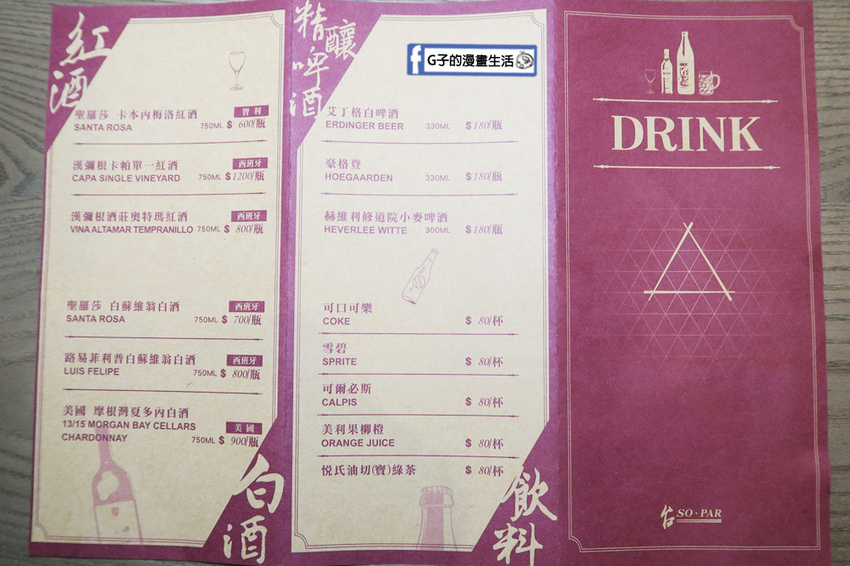 紅酒
聖羅莎 卡本內梅洛紅酒 智利
SANTA ROSA 750ML $ 600/瓶
漢彌根卡帕單一紅酒 西班牙
CAPA SINGLE VINEYARD 750ML $1200/瓶
漢彌根酒莊奧特瑪紅酒 西班牙
VINA ALTAMAR TEMPRANILLO 750ML $ 800/瓶
聖羅莎 白蘇維翁白酒 西班牙
SANTA ROSA 750ML $ 700/瓶
路易菲利普白蘇維翁白酒 西班牙
LUIS FELIPE 750ML $ 800/瓶
美國 摩根灣夏多內白酒 美國
13/15 MORGAN BAY CELLARS
CHARDONNAY 750ML $ 900/瓶
白酒
精釀啤酒
f G子的漫畫生活
艾丁格白啤酒
ERDINGER BEER 330ML $180/瓶
豪格登
HOEGAARDEN 330ML $180/瓶
赫維利修道院小麥啤酒
HEVERLEE WITTE 300ML $180/瓶
可口可樂
COKE $ 80/杯
雪碧
SPRITE $ 80/杯
可爾必斯
CALPIS $ 80/杯
美利果柳橙
ORANGE JUICE $ 80/杯
悅氏油切(寶)綠茶 $ 80/杯
飲料
DRINK
台 SO·PAR